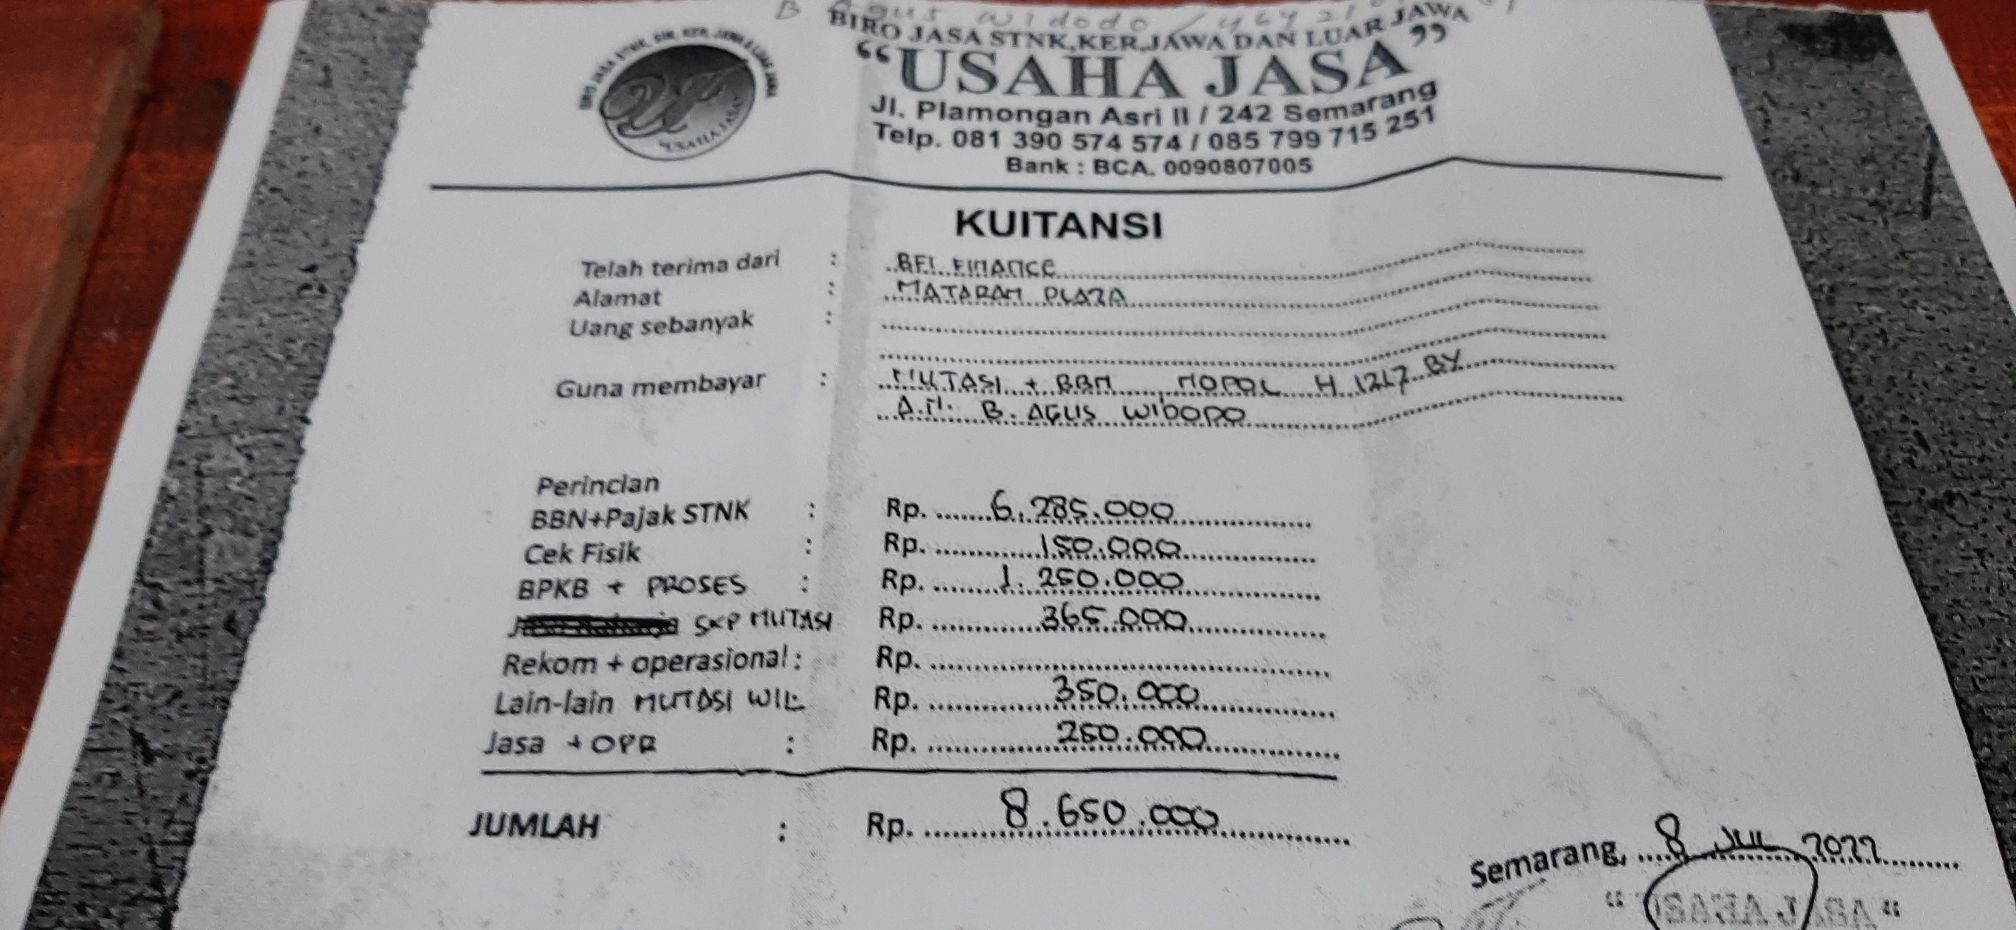 B Agus Widodo /
BIRO JASA STNK,KER,JAWA DAN LUAR JAWA
"USAHA JASA"
Jl. Plamongan Asri II / 242 Semarang
Telp. 081 390 574 574 / 085 799 715 251
Bank : BCA. 0090807005
"USAHA JASA"
KUITANSI
Telah terima dari : BFI FINANCE
Alamat : MATARAM PLAZA
Uang sebanyak :
Guna membayar : MUTASI + BBN NOPOL H 1217 BY
A.N. B. AGUS WIDODO
Perincian
BBN+Pajak STNK : Rp. 6.285.000
Cek Fisik : Rp. 150.000
BPKB + PROSES : Rp. 1.250.000
SKP MUTASI Rp. 365.000
Rekom + operasional : Rp.
Lain-lain MUTASI WIL Rp. 350.000
Jasa + OPR : Rp. 250.000
JUMLAH : Rp. 8.650.000
Semarang, 8 JUL 2022
"USAHA JASA"